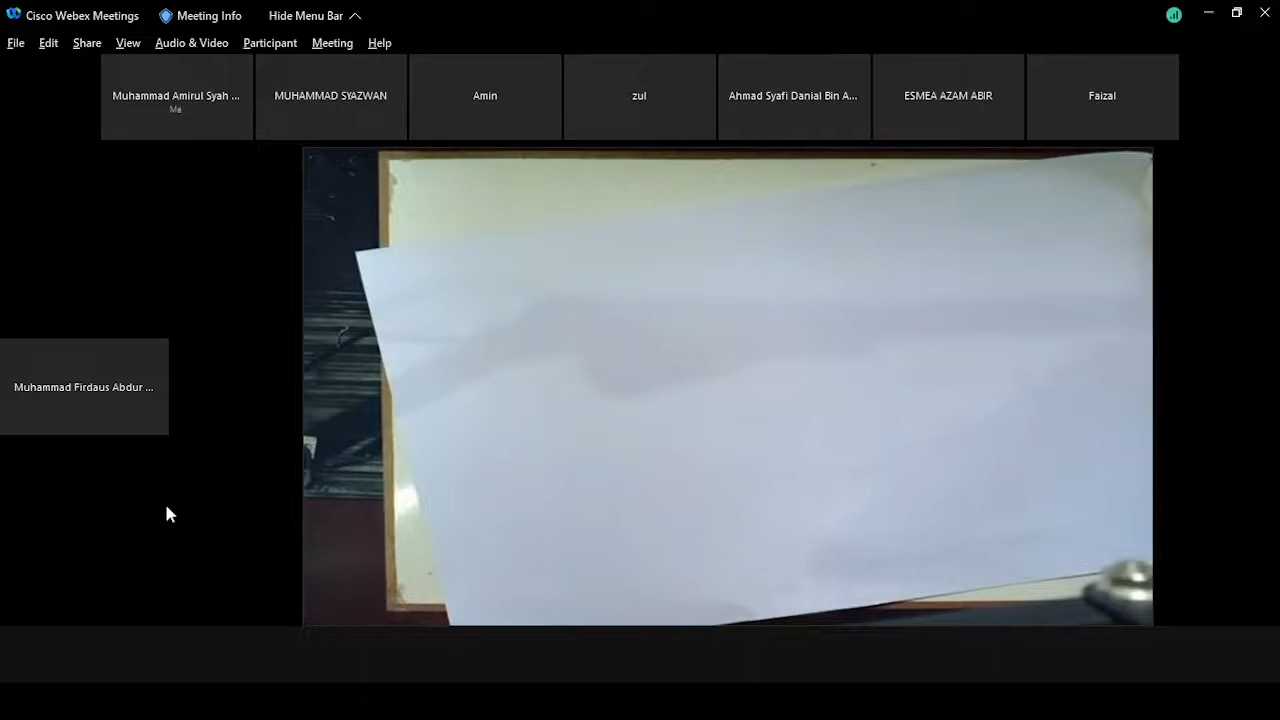 Cisco Webex Meetings Meeting Info Hide Menu Bar
File Edit Share View Audio & Video Participant Meeting Help
Muhammad Amirul Syah ... MUHAMMAD SYAZWAN Amin zul Ahmad Syafi Danial Bin A... ESMEA AZAM ABIR Faizal
Me
Muhammad Firdaus Abdur ...